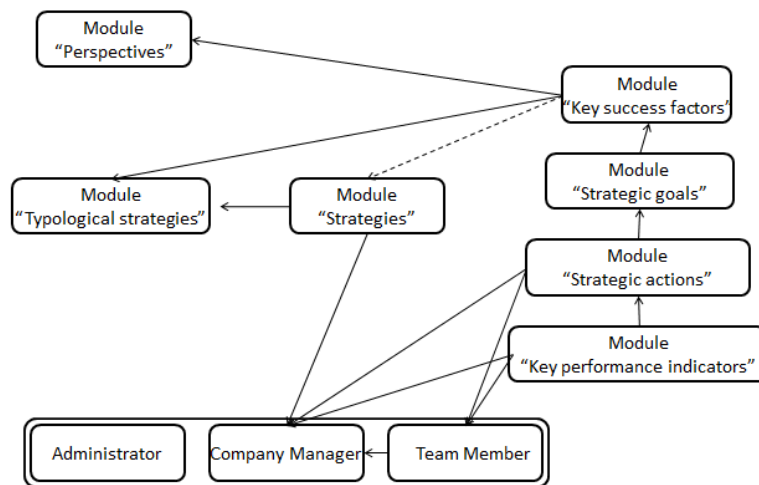 Module
“Perspectives”
Module
“Key success factors”
Module
“Typological strategies”
Module
“Strategies”
Module
“Strategic goals”
Module
“Strategic actions”
Module
“Key performance indicators”
Administrator
Company Manager
Team Member